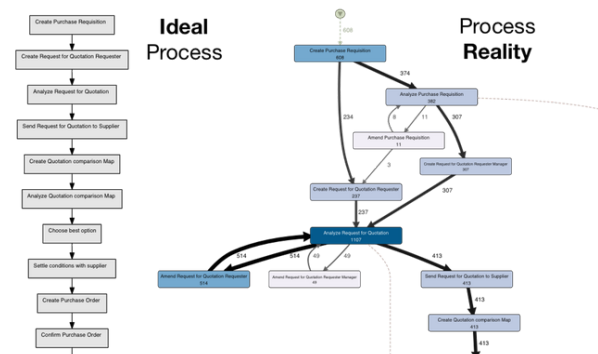 Ideal
Process
Create Purchase Requisition
Create Request for Quotation Requester
Analyze Request for Quotation
Send Request for Quotation to Supplier
Create Quotation comparison Map
Analyze Quotation comparison Map
Choose best option
Settle conditions with supplier
Create Purchase Order
Confirm Purchase Order
Process
Reality
608
Create Purchase Requisition
608
374
Analyze Purchase Requisition
382
234
8
11
307
Amend Purchase Requisition
11
3
Create Request for Quotation Requester Manager
307
Create Request for Quotation Requester
237
237
307
Analyze Request for Quotation
1107
514
514
49
49
413
Amend Request for Quotation Requester
514
Amend Request for Quotation Requester Manager
49
Send Request for Quotation to Supplier
413
413
Create Quotation comparison Map
413
413